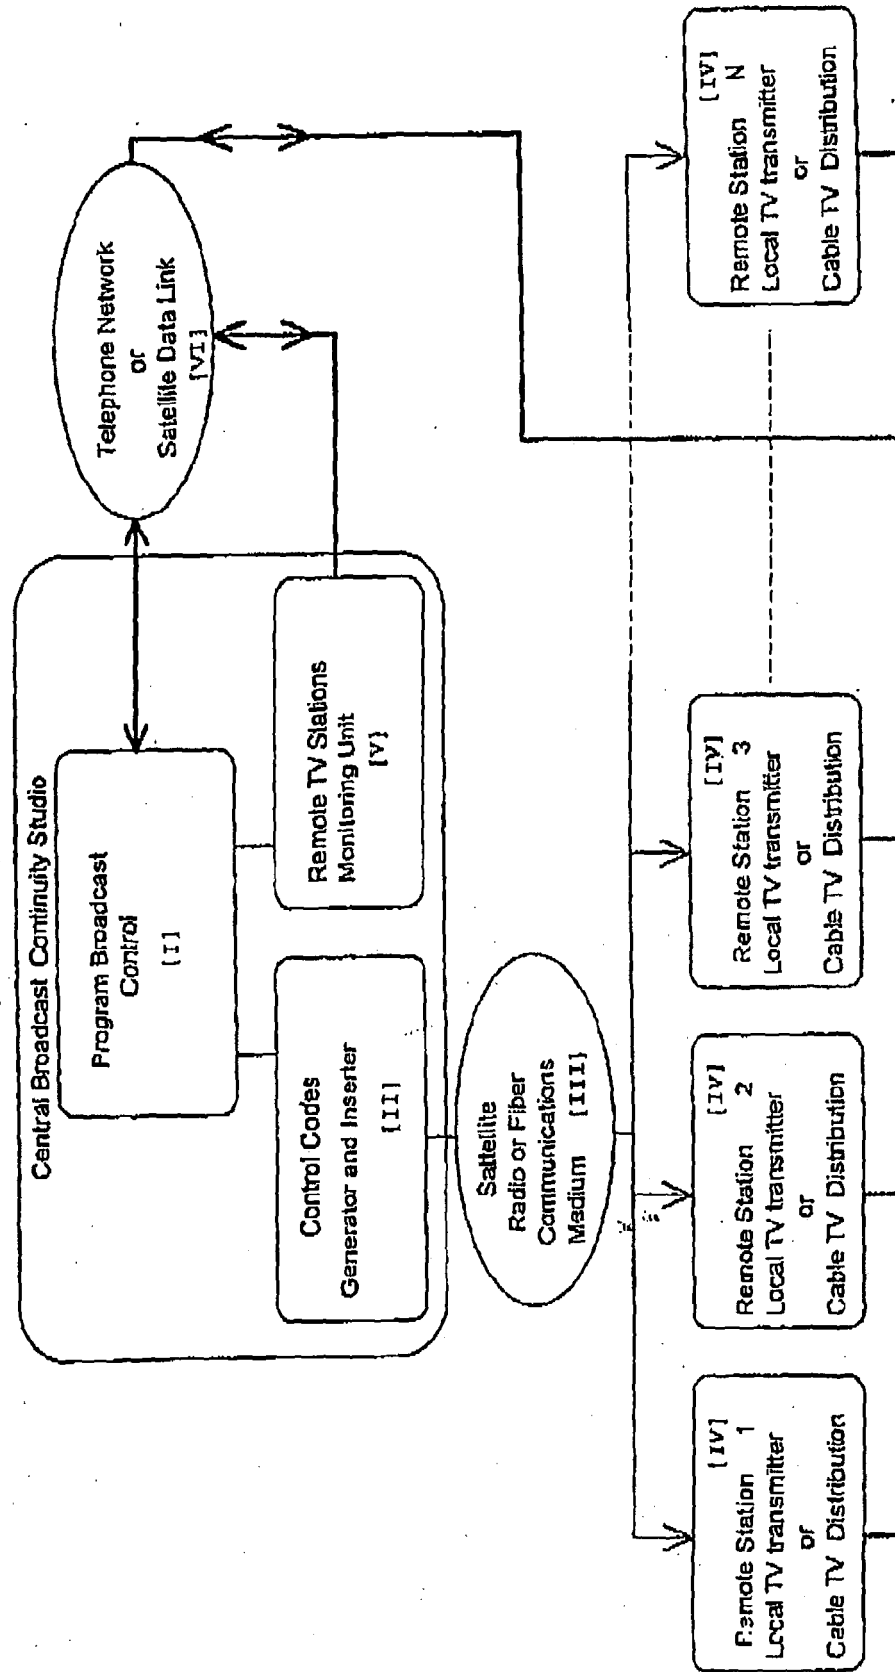 Central Broadcast Continuity Studio
Program Broadcast
Control
[I]
Control Codes
Generator and Inserter
[II]
Remote TV Stations
Monitoring Unit
[V]
Telephone Network
or
Satellite Data Link
[VI]
Sattellite
Radio or Fiber
Communications
Medium [III]
[IV]
Remote Station 1
Local TV transmitter
or
Cable TV Distribution
[IV]
Remote Station 2
Local TV transmitter
or
Cable TV Distribution
[IV]
Remote Station 3
Local TV transmitter
or
Cable TV Distribution
[IV]
Remote Station N
Local TV transmitter
or
Cable TV Distribution